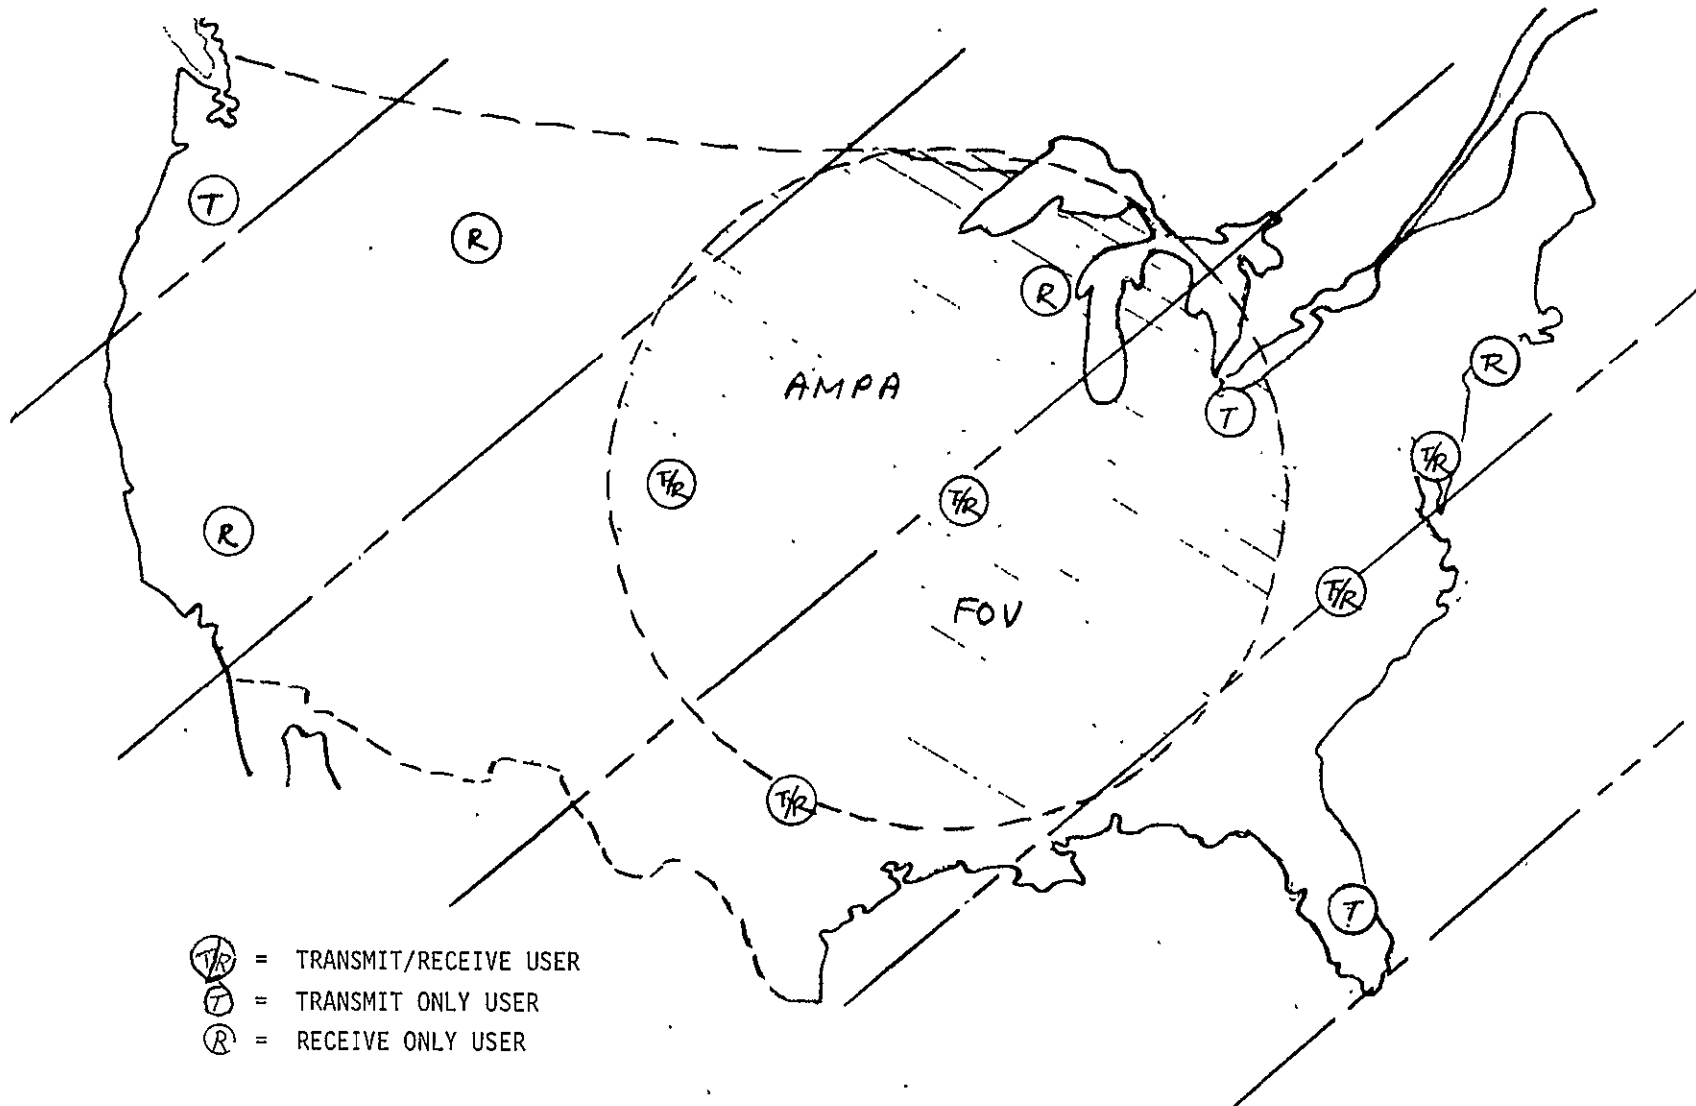 T
R
R
R
AMPA
R
T
T/R
T/R
T/R
R
T/R
FOV
T/R
T
T/R = TRANSMIT/RECEIVE USER
T = TRANSMIT ONLY USER
R = RECEIVE ONLY USER